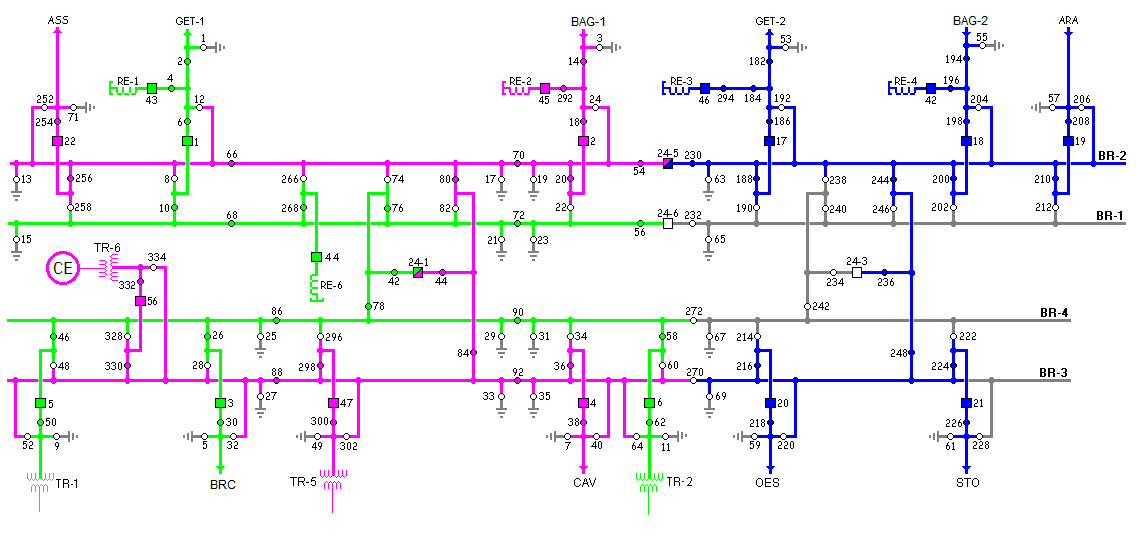 ASS GET-1 BAG-1 GET-2 BAG-2 ARA
1 3 53 55
2 14 182 194
RE-1 4 RE-2 RE-3 RE-4 196
43 45 292 46 294 184 42
252 12 24 192 204 57 206
254 71 6 18 186 198 208
22 1 2 17 18 19
66 70 24-5 230 BR-2
54
13 256 8 266 74 80 17 19 20 63 188 238 244 200 210
258 10 268 76 82 22 190 240 246 202 212
68 72 24-6 232 BR-1
15 21 23 56 65
TR-6 334 44 24-1 24-3
CE 332 RE-6 42 44 234 236
56
78 242
86 90 272 BR-4
46 328 26 25 296 29 31 34 58 67 214 222
84 248
48 330 28 298 36 60 216 224
88 92 270 BR-3
27 33 35 69
5 3 47 4 6 20 21
50 30 300 38 62 218 226
52 9 5 32 49 302 7 40 64 11 59 220 61 228
TR-1 BRC TR-5 CAV TR-2 OES STO